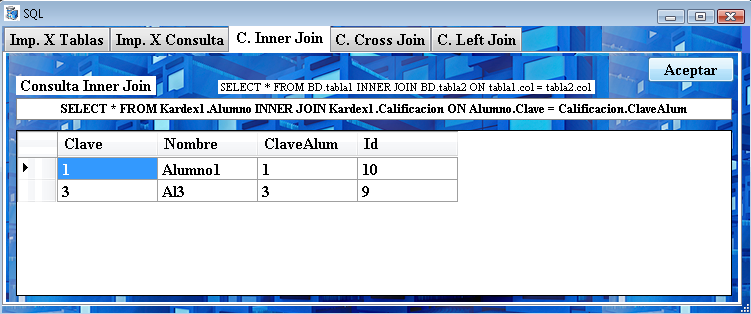 SQL
Imp. X Tablas Imp. X Consulta C. Inner Join C. Cross Join C. Left Join
Aceptar
Consulta Inner Join SELECT * FROM BD.tabla1 INNER JOIN BD.tabla2 ON tabla1.col = tabla2.col
SELECT * FROM Kardex1.Alumno INNER JOIN Kardex1.Calificacion ON Alumno.Clave = Calificacion.ClaveAlum
Clave Nombre ClaveAlum Id
1 Alumno1 1 10
3 Al3 3 9